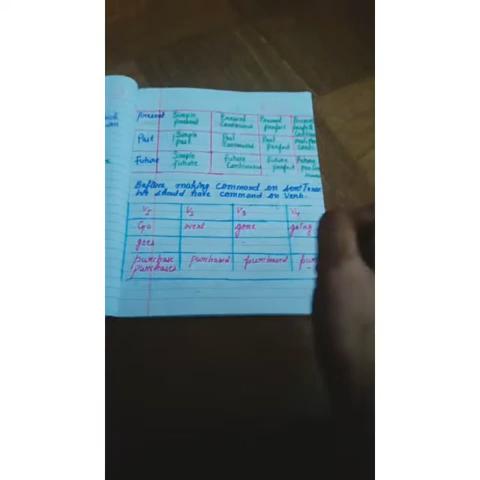 Present Simple present Present Continuous Present perfect Present
Past Simple past Past Continuous Past perfect
Future Simple future Future Continuous Future perfect Future
Before making command on
We should have command on Verb.
V1 V2 V3 V4
Go went gone going
goes
purchase purchased purchased
purchases